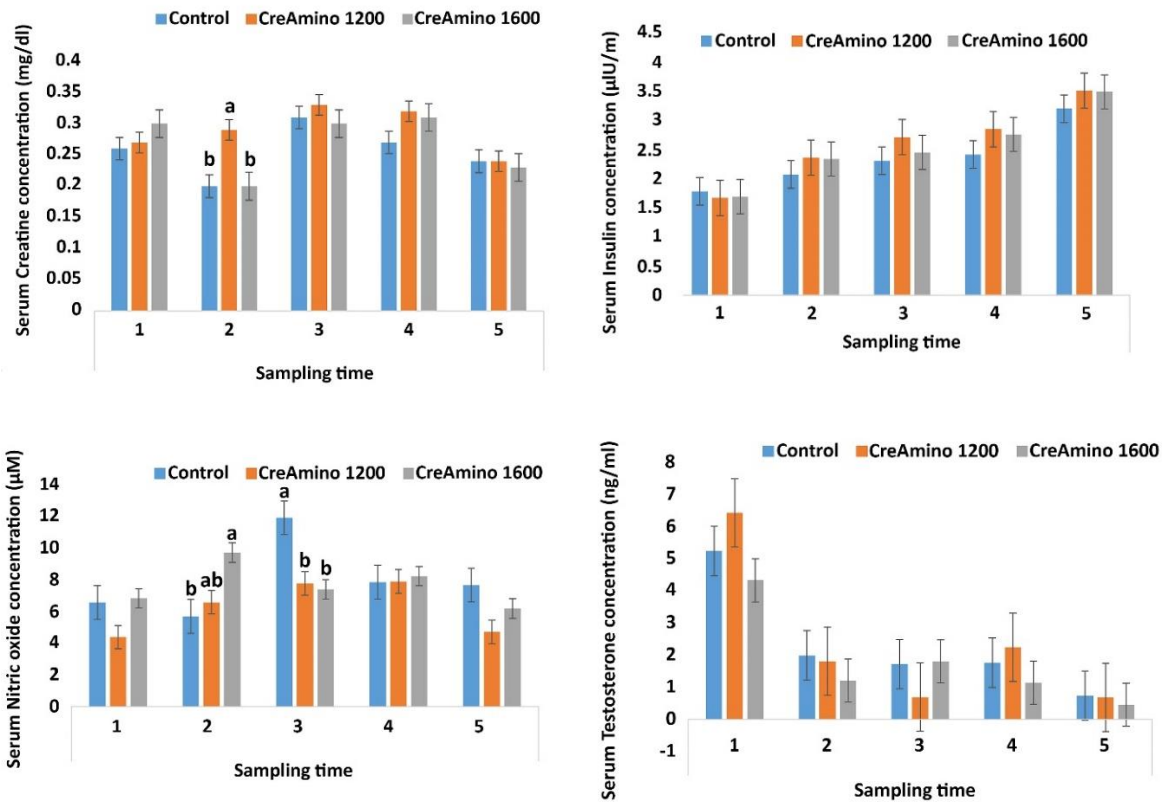 Control CreAmino 1200 CreAmino 1600
Serum Creatine concentration (mg/dl)
0.4
0.35
0.3
0.25
0.2
0.15
0.1
0.05
0
b a b
1 2 3 4 5
Sampling time
Control CreAmino 1200 CreAmino 1600
Serum Insulin concentration (µIU/m)
4.5
4
3.5
3
2.5
2
1.5
1
0.5
0
1 2 3 4 5
Sampling time
Control CreAmino 1200 CreAmino 1600
Serum Nitric oxide concentration (µM)
14
12
10
8
6
4
2
0
b ab a a b b
1 2 3 4 5
Sampling time
Control CreAmino 1200 CreAmino 1600
Serum Testosterone concentration (ng/ml)
8
7
6
5
4
3
2
1
0
-1
1 2 3 4 5
Sampling time